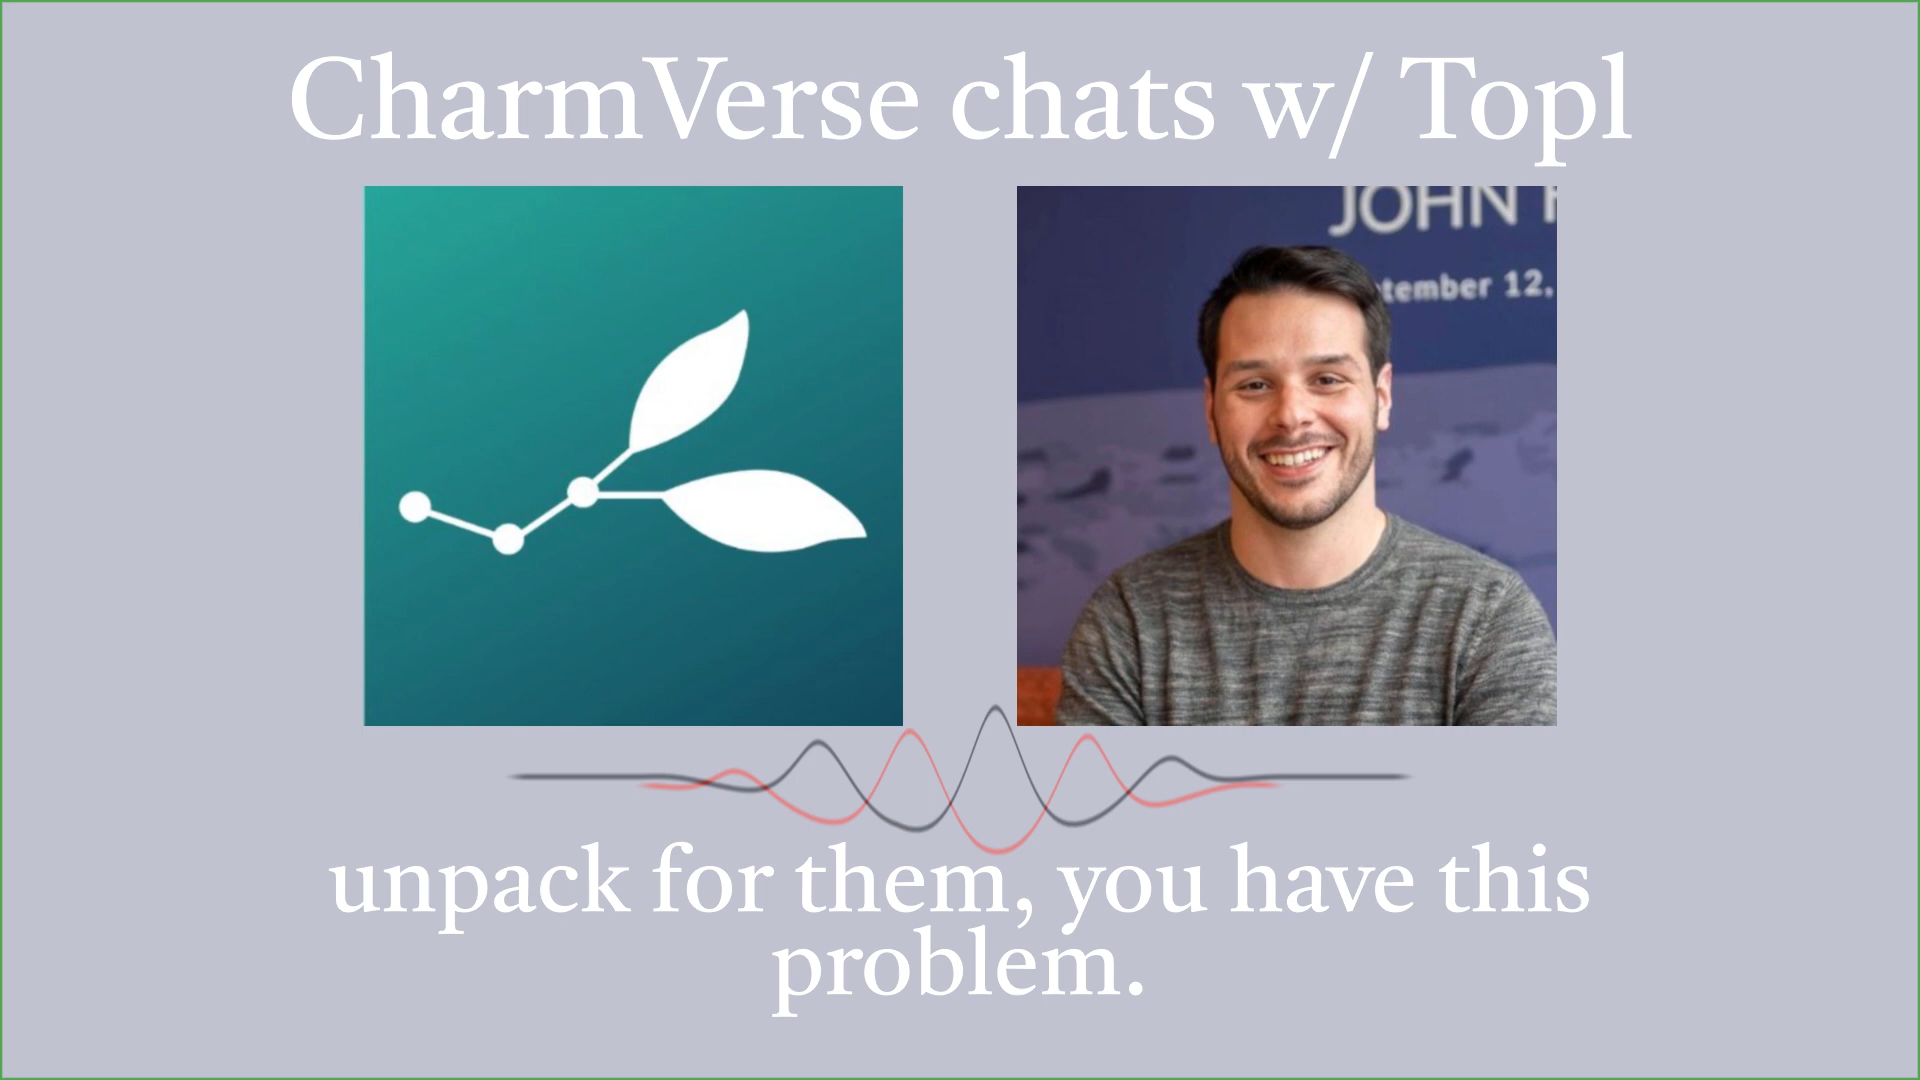 CharmVerse chats w/ Topl
JOHN
tember 12,
unpack for them, you have this
problem.